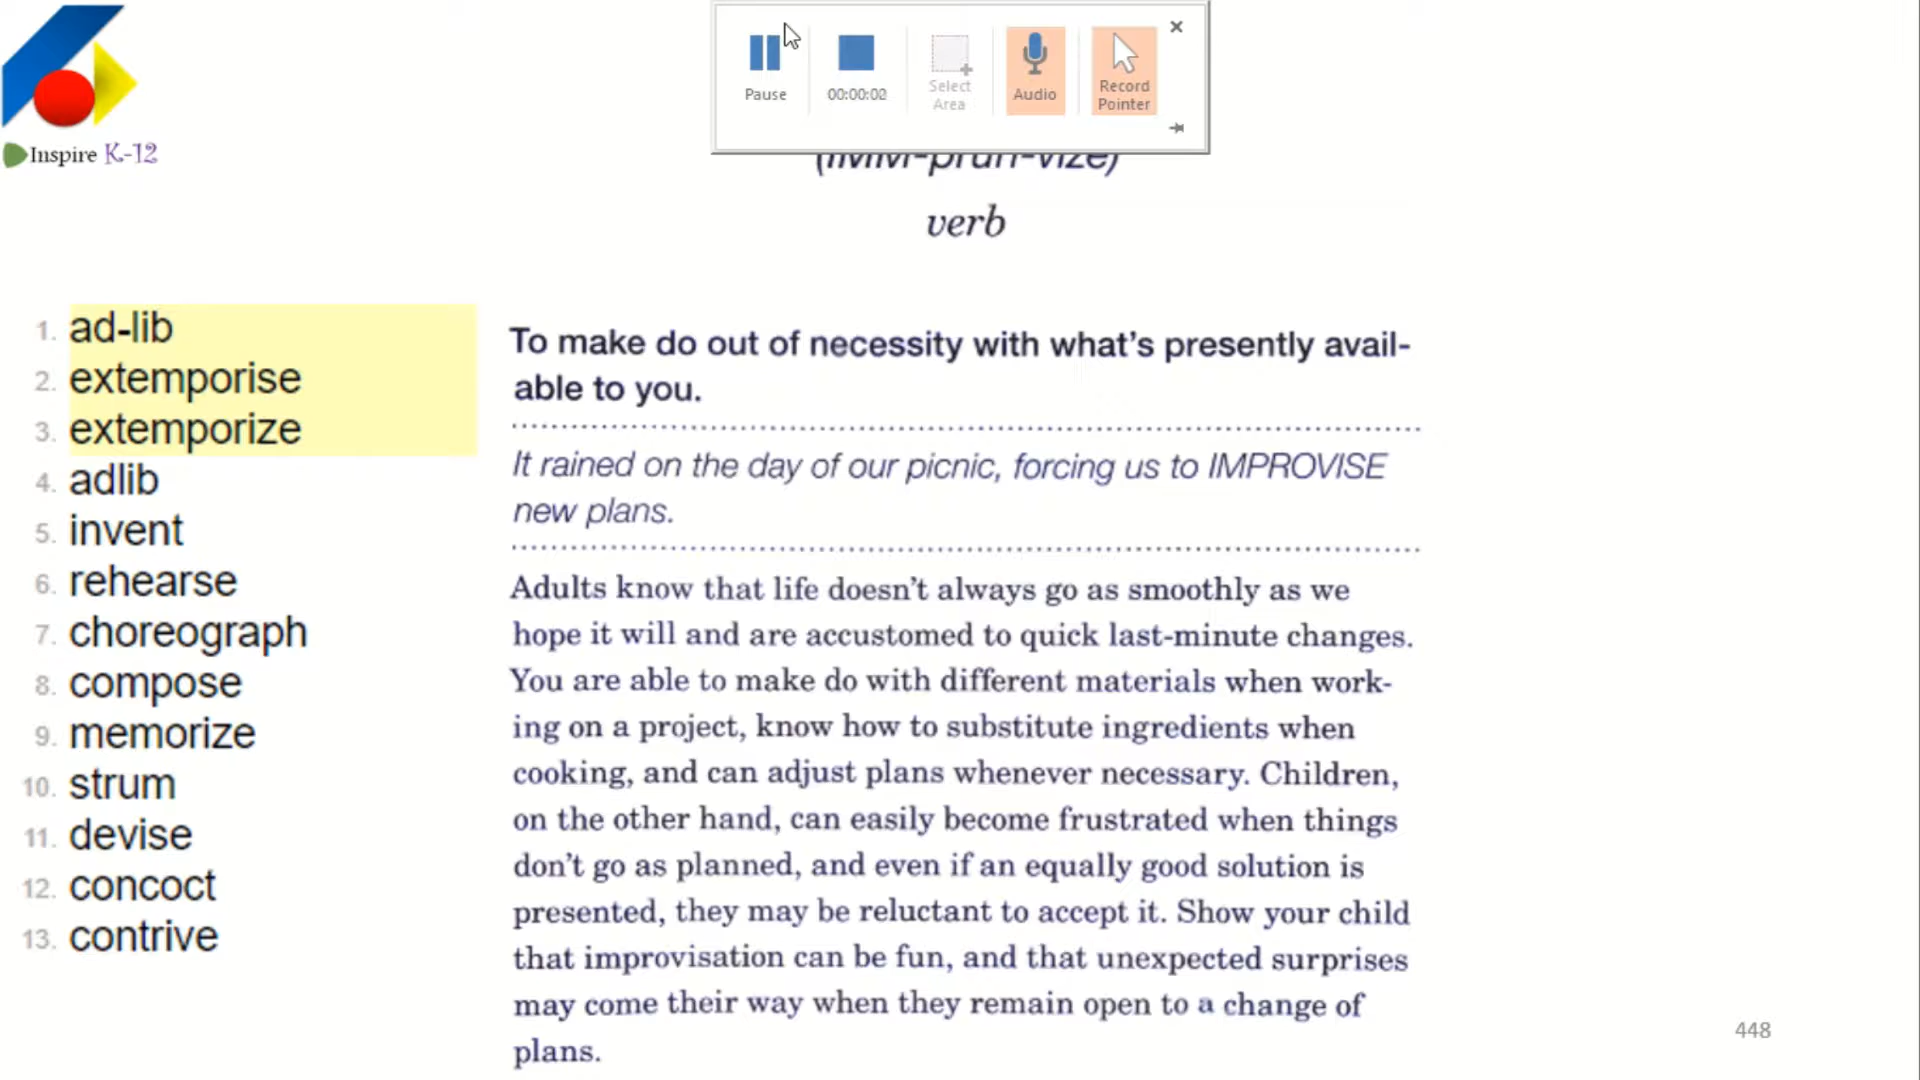 Pause
00:00:02
Select
Area
Audio
Record
Pointer
Inspire K-12
verb
1. ad-lib
2. extemporise
3. extemporize
4. adlib
5. invent
6. rehearse
7. choreograph
8. compose
9. memorize
10. strum
11. devise
12. concoct
13. contrive
To make do out of necessity with what's presently avail-
able to you.
It rained on the day of our picnic, forcing us to IMPROVISE
new plans.
Adults know that life doesn't always go as smoothly as we
hope it will and are accustomed to quick last-minute changes.
You are able to make do with different materials when work-
ing on a project, know how to substitute ingredients when
cooking, and can adjust plans whenever necessary. Children,
on the other hand, can easily become frustrated when things
don't go as planned, and even if an equally good solution is
presented, they may be reluctant to accept it. Show your child
that improvisation can be fun, and that unexpected surprises
may come their way when they remain open to a change of
plans.
448